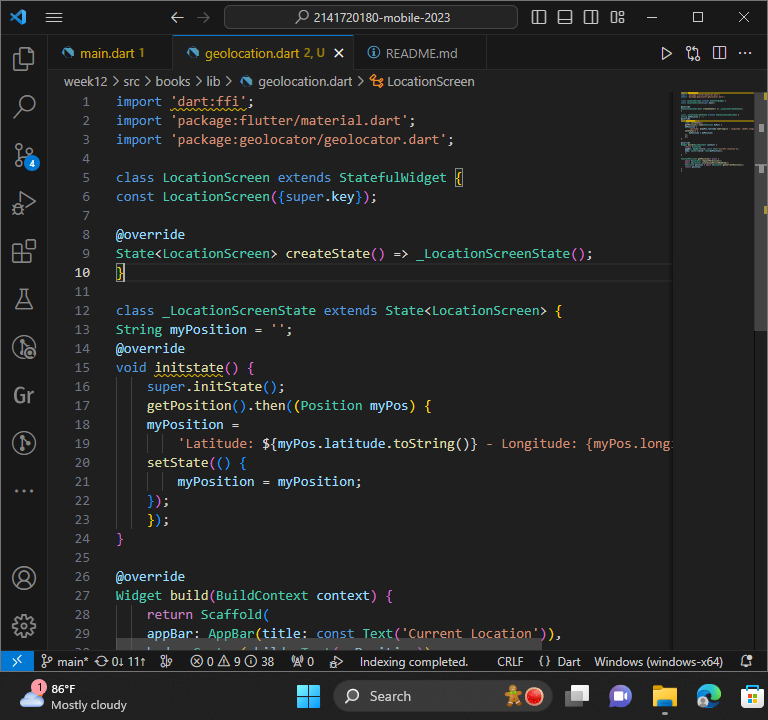 2141720180-mobile-2023
main.dart 1
geolocation.dart 2, U
README.md
week12 > src > books > lib > geolocation.dart > LocationScreen
1 import 'dart:ffi';
2 import 'package:flutter/material.dart';
3 import 'package:geolocator/geolocator.dart';
4
5 class LocationScreen extends StatefulWidget {
6 const LocationScreen({super.key});
7
8 @override
9 State<LocationScreen> createState() => _LocationScreenState();
10 }
11
12 class _LocationScreenState extends State<LocationScreen> {
13 String myPosition = '';
14 @override
15 void initstate() {
16 super.initState();
17 getPosition().then((Position myPos) {
18 myPosition =
19 'Latitude: ${myPos.latitude.toString()} - Longitude: {myPos.longi
20 setState(() {
21 myPosition = myPosition;
22 });
23 });
24 }
25
26 @override
27 Widget build(BuildContext context) {
28 return Scaffold(
29 appBar: AppBar(title: const Text('Current Location')),
4
Gr
main* 0↓ 11↑ 0 9 38 0 Indexing completed. CRLF {} Dart Windows (windows-x64)
1
86°F
Mostly cloudy
Search